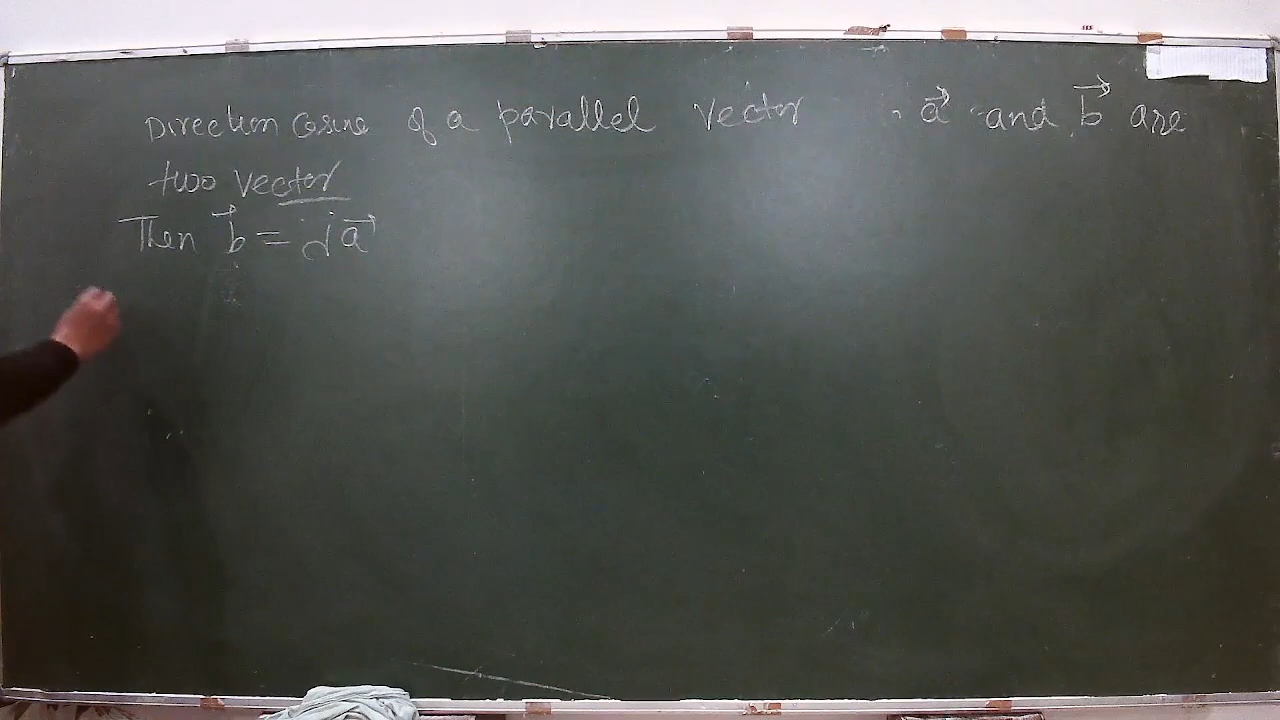 Direction Cosine of a parallel vector . a⃗ and b⃗ are
two vector
Then b⃗ = λ a⃗